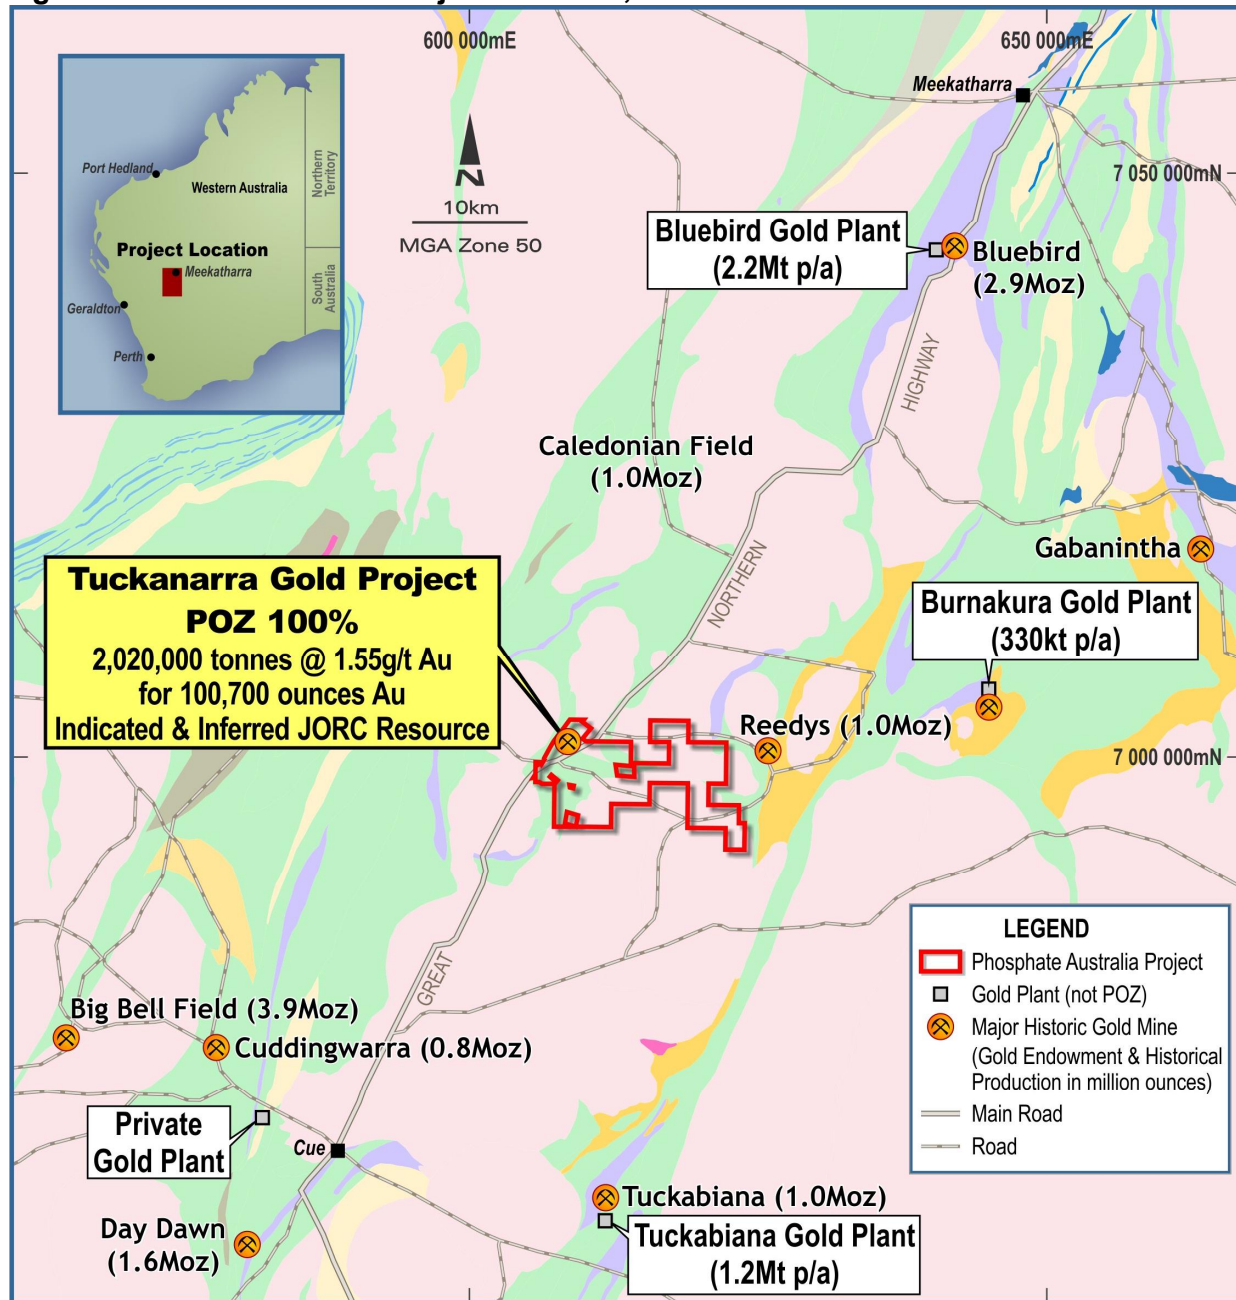 600 000mE
650 000mE
Meekatharra
7 050 000mN
Port Hedland
Western Australia
Northern
Territory
Project Location
Meekatharra
South
Australia
Geraldton
Perth
N
10km
MGA Zone 50
Bluebird Gold Plant
(2.2Mt p/a)
Bluebird
(2.9Moz)
HIGHWAY
Caledonian Field
(1.0Moz)
NORTHERN
Gabanintha
Tuckanarra Gold Project
POZ 100%
2,020,000 tonnes @ 1.55g/t Au
for 100,700 ounces Au
Indicated & Inferred JORC Resource
Burnakura Gold Plant
(330kt p/a)
Reedys (1.0Moz)
7 000 000mN
GREAT
Big Bell Field (3.9Moz)
Cuddingwarra (0.8Moz)
Private
Gold Plant
Cue
Day Dawn
(1.6Moz)
Tuckabiana (1.0Moz)
Tuckabiana Gold Plant
(1.2Mt p/a)
LEGEND
Phosphate Australia Project
Gold Plant (not POZ)
Major Historic Gold Mine
(Gold Endowment & Historical
Production in million ounces)
Main Road
Road